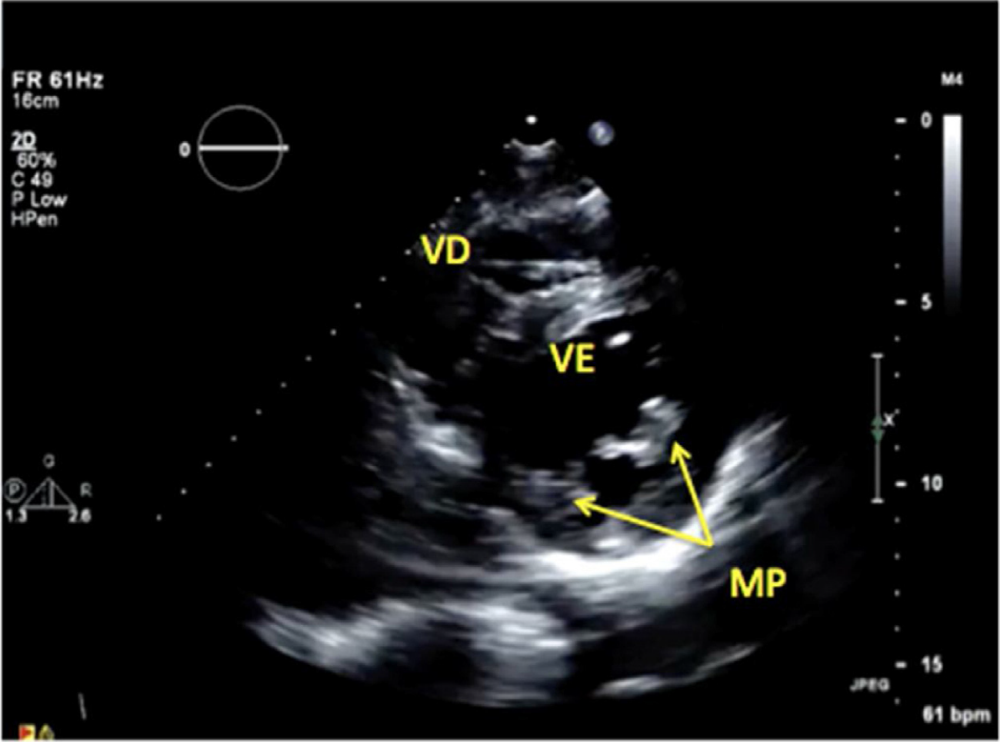 FR 61Hz
16cm
2D
60%
C 49
P Low
HPen
0
M4
0
5
X
10
15
VD
VE
MP
G
P R
1.3 2.6
JPEG
61 bpm